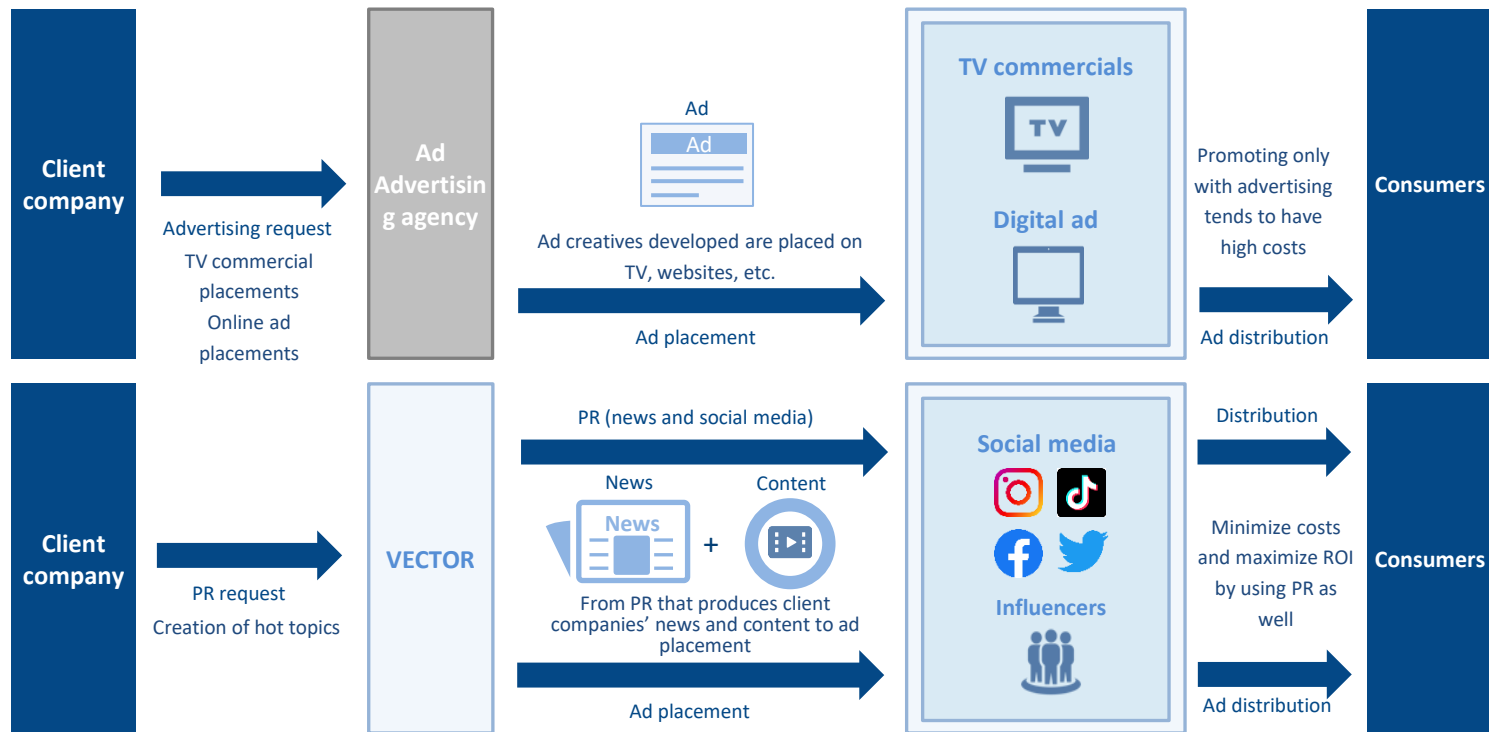 Client
company
Advertising request
TV commercial
placements
Online ad
placements
Ad
Advertisin
g agency
Ad
Ad
Ad creatives developed are placed on
TV, websites, etc.
Ad placement
TV commercials
TV
Digital ad
Promoting only
with advertising
tends to have
high costs
Ad distribution
Consumers
Client
company
PR request
Creation of hot topics
VECTOR
PR (news and social media)
News
Content
News
+
From PR that produces client
companies’ news and content to ad
placement
Ad placement
Social media
Influencers
Distribution
Minimize costs
and maximize ROI
by using PR as
well
Ad distribution
Consumers